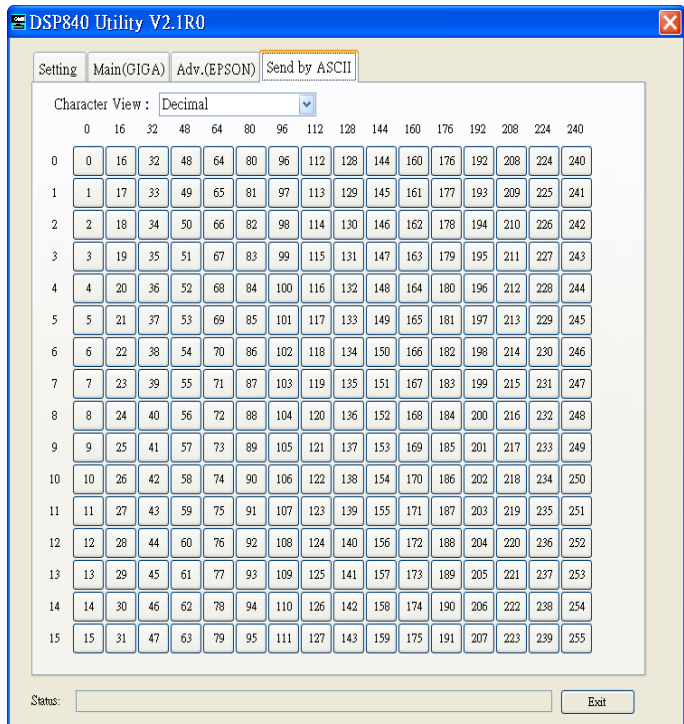 DSP840 Utility V2.1R0
Setting Main(GIGA) Adv.(EPSON) Send by ASCII
Character View : Decimal
0 16 32 48 64 80 96 112 128 144 160 176 192 208 224 240
0 0 16 32 48 64 80 96 112 128 144 160 176 192 208 224 240
1 1 17 33 49 65 81 97 113 129 145 161 177 193 209 225 241
2 2 18 34 50 66 82 98 114 130 146 162 178 194 210 226 242
3 3 19 35 51 67 83 99 115 131 147 163 179 195 211 227 243
4 4 20 36 52 68 84 100 116 132 148 164 180 196 212 228 244
5 5 21 37 53 69 85 101 117 133 149 165 181 197 213 229 245
6 6 22 38 54 70 86 102 118 134 150 166 182 198 214 230 246
7 7 23 39 55 71 87 103 119 135 151 167 183 199 215 231 247
8 8 24 40 56 72 88 104 120 136 152 168 184 200 216 232 248
9 9 25 41 57 73 89 105 121 137 153 169 185 201 217 233 249
10 10 26 42 58 74 90 106 122 138 154 170 186 202 218 234 250
11 11 27 43 59 75 91 107 123 139 155 171 187 203 219 235 251
12 12 28 44 60 76 92 108 124 140 156 172 188 204 220 236 252
13 13 29 45 61 77 93 109 125 141 157 173 189 205 221 237 253
14 14 30 46 62 78 94 110 126 142 158 174 190 206 222 238 254
15 15 31 47 63 79 95 111 127 143 159 175 191 207 223 239 255
Status: Exit